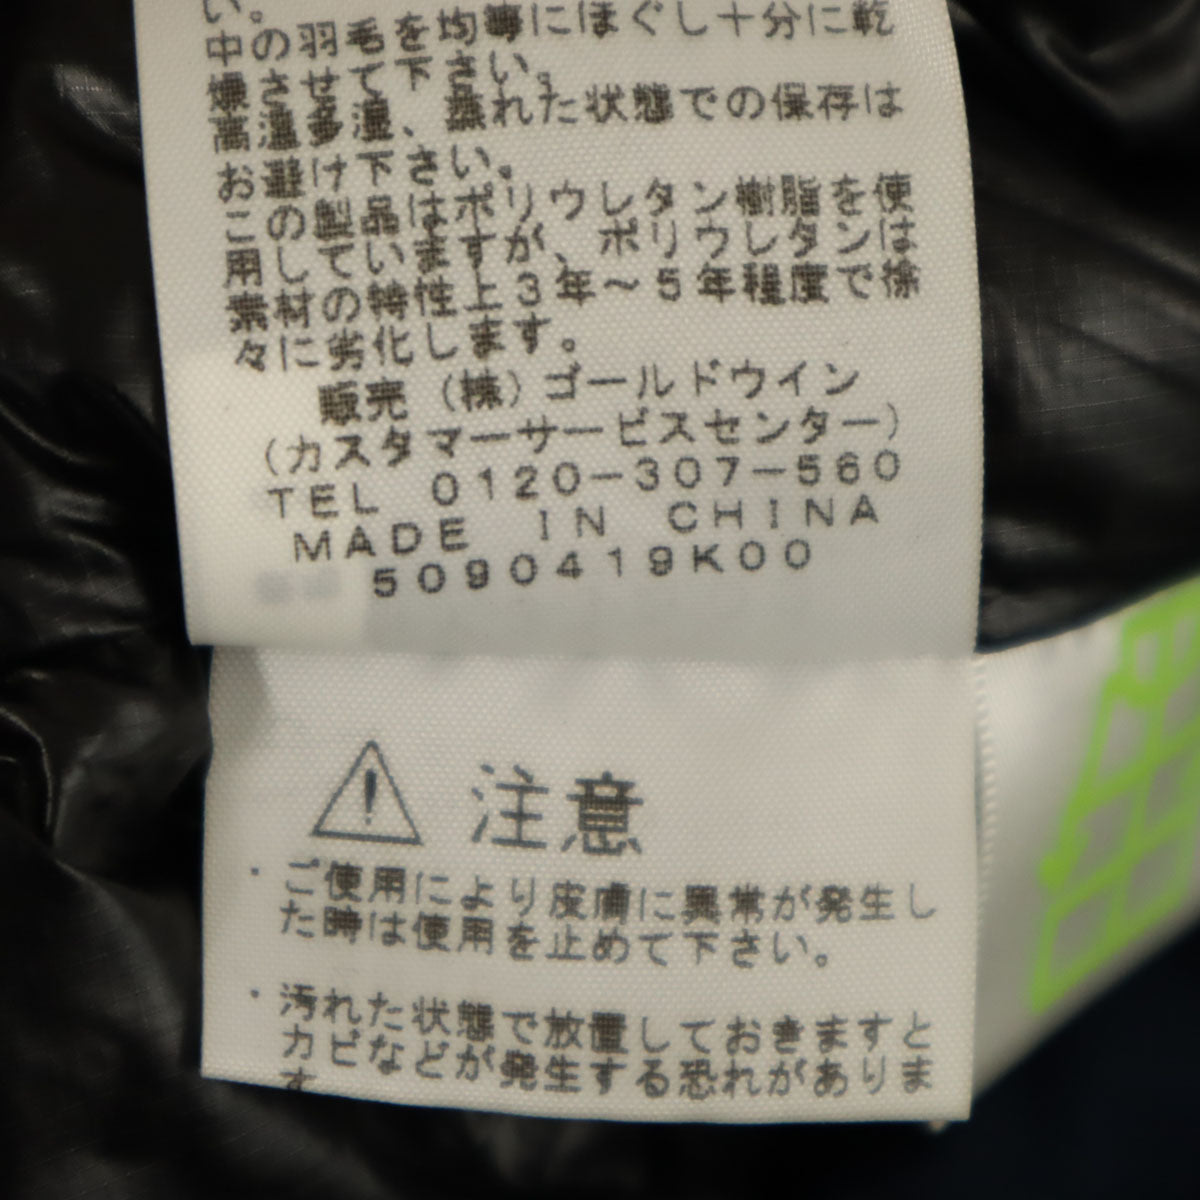 い。
中の羽毛を均等にほぐし十分に乾
燥させて下さい。
高温多湿、濡れた状態での保存は
お避け下さい。
この製品はポリウレタン樹脂を使
用していますが、ポリウレタンは
素材の特性上3年～5年程度で徐
々に劣化します。
販売（株）ゴールドウイン
（カスタマーサービスセンター）
TEL 0120-307-560
MADE IN CHINA
5090419K00
注意
・ご使用により皮膚に異常が発生し
た時は使用を止めて下さい。
・汚れた状態で放置しておきますと
カビなどが発生する恐れがありま
す